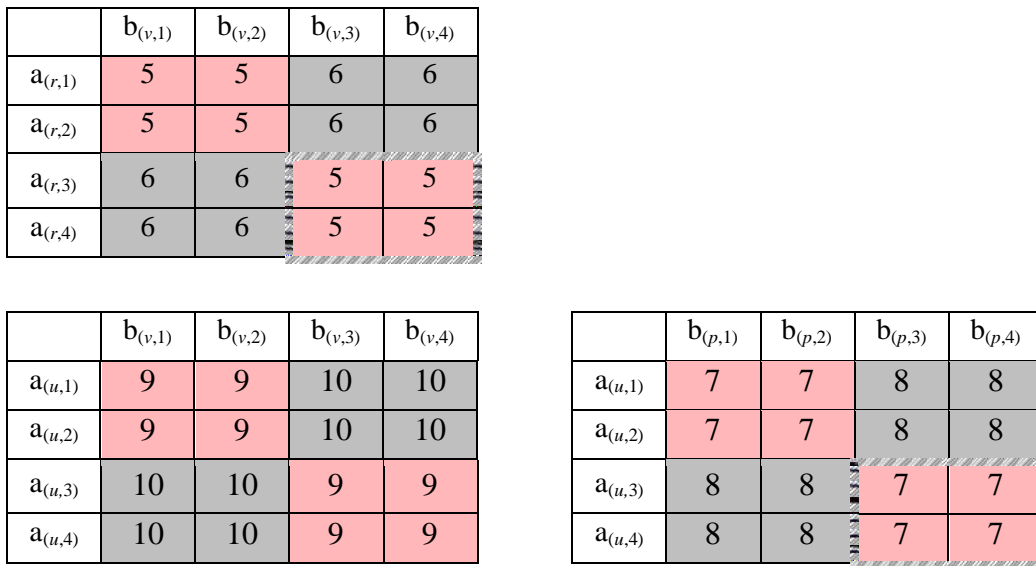 b(v,1) b(v,2) b(v,3) b(v,4)
a(r,1) 5 5 6 6
a(r,2) 5 5 6 6
a(r,3) 6 6 5 5
a(r,4) 6 6 5 5
b(v,1) b(v,2) b(v,3) b(v,4)
a(u,1) 9 9 10 10
a(u,2) 9 9 10 10
a(u,3) 10 10 9 9
a(u,4) 10 10 9 9
b(p,1) b(p,2) b(p,3) b(p,4)
a(u,1) 7 7 8 8
a(u,2) 7 7 8 8
a(u,3) 8 8 7 7
a(u,4) 8 8 7 7